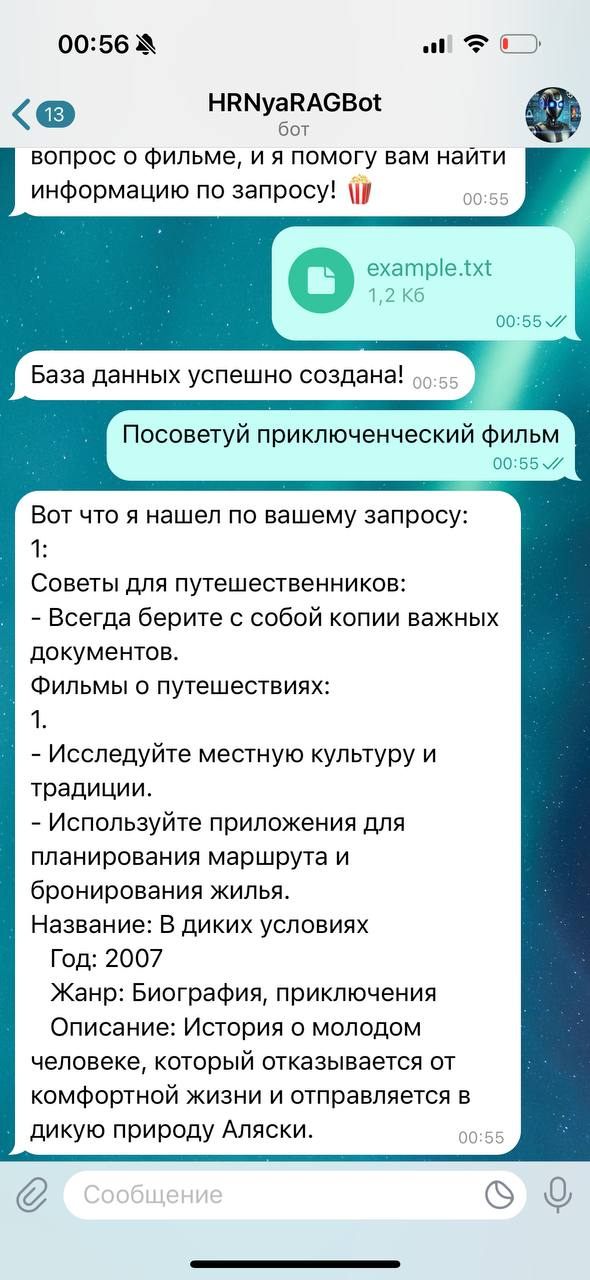 00:56
13
HRNyaRAGBot
бот
вопрос о фильме, и я помогу вам найти
информацию по запросу! 🍿
00:55
example.txt
1,2 Кб
00:55
База данных успешно создана!
00:55
Посоветуй приключенческий фильм
00:55
Вот что я нашел по вашему запросу:
1:
Советы для путешественников:
- Всегда берите с собой копии важных
документов.
Фильмы о путешествиях:
1.
- Исследуйте местную культуру и
традиции.
- Используйте приложения для
планирования маршрута и
бронирования жилья.
Название: В диких условиях
Год: 2007
Жанр: Биография, приключения
Описание: История о молодом
человеке, который отказывается от
комфортной жизни и отправляется в
дикую природу Аляски.
00:55
Сообщение